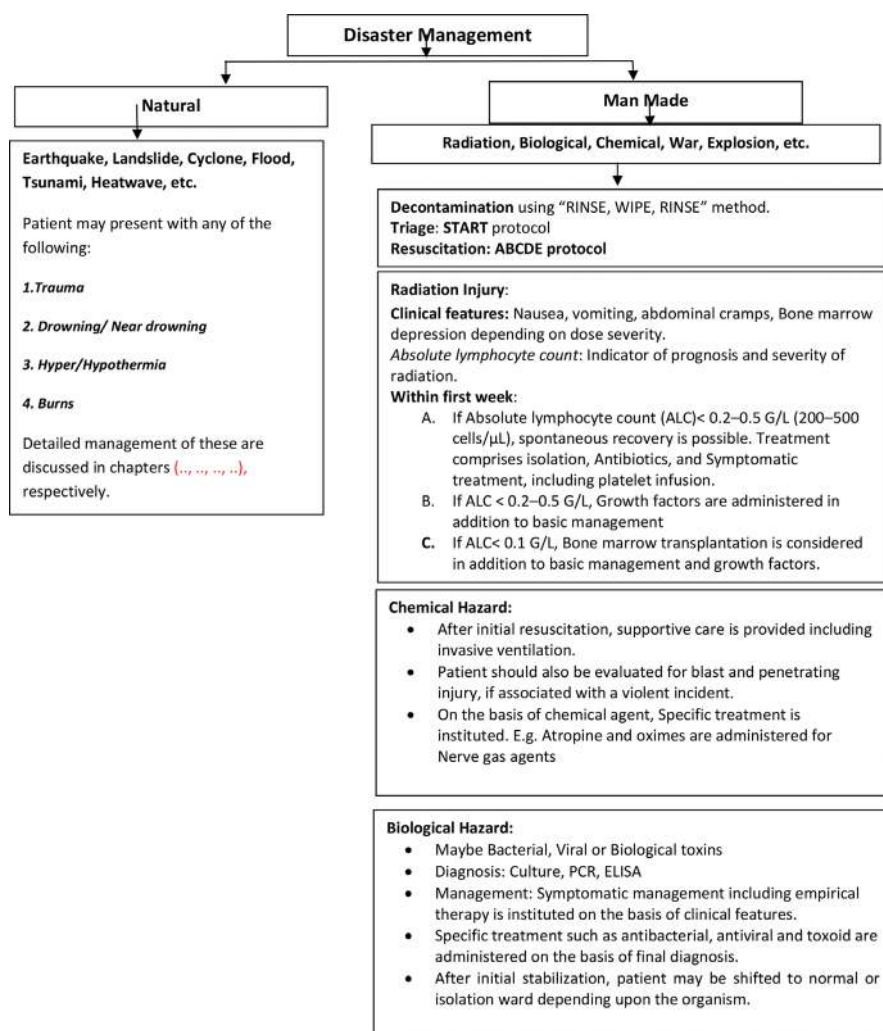 Disaster Management
Natural
Man Made
Earthquake, Landslide, Cyclone, Flood,
Tsunami, Heatwave, etc.
Patient may present with any of the
following:
1.Trauma
2. Drowning/ Near drowning
3. Hyper/Hypothermia
4. Burns
Detailed management of these are
discussed in chapters (.., .., .., ..),
respectively.
Radiation, Biological, Chemical, War, Explosion, etc.
Decontamination using “RINSE, WIPE, RINSE” method.
Triage: START protocol
Resuscitation: ABCDE protocol
Radiation Injury:
Clinical features: Nausea, vomiting, abdominal cramps, Bone marrow
depression depending on dose severity.
Absolute lymphocyte count: Indicator of prognosis and severity of
radiation.
Within first week:
A. If Absolute lymphocyte count (ALC)< 0.2–0.5 G/L (200–500
cells/µL), spontaneous recovery is possible. Treatment
comprises isolation, Antibiotics, and Symptomatic
treatment, including platelet infusion.
B. If ALC < 0.2–0.5 G/L, Growth factors are administered in
addition to basic management
C. If ALC< 0.1 G/L, Bone marrow transplantation is considered
in addition to basic management and growth factors.
Chemical Hazard:
• After initial resuscitation, supportive care is provided including
invasive ventilation.
• Patient should also be evaluated for blast and penetrating
injury, if associated with a violent incident.
• On the basis of chemical agent, Specific treatment is
instituted. E.g. Atropine and oximes are administered for
Nerve gas agents
Biological Hazard:
• Maybe Bacterial, Viral or Biological toxins
• Diagnosis: Culture, PCR, ELISA
• Management: Symptomatic management including empirical
therapy is instituted on the basis of clinical features.
• Specific treatment such as antibacterial, antiviral and toxoid are
administered on the basis of final diagnosis.
• After initial stabilization, patient may be shifted to normal or
isolation ward depending upon the organism.